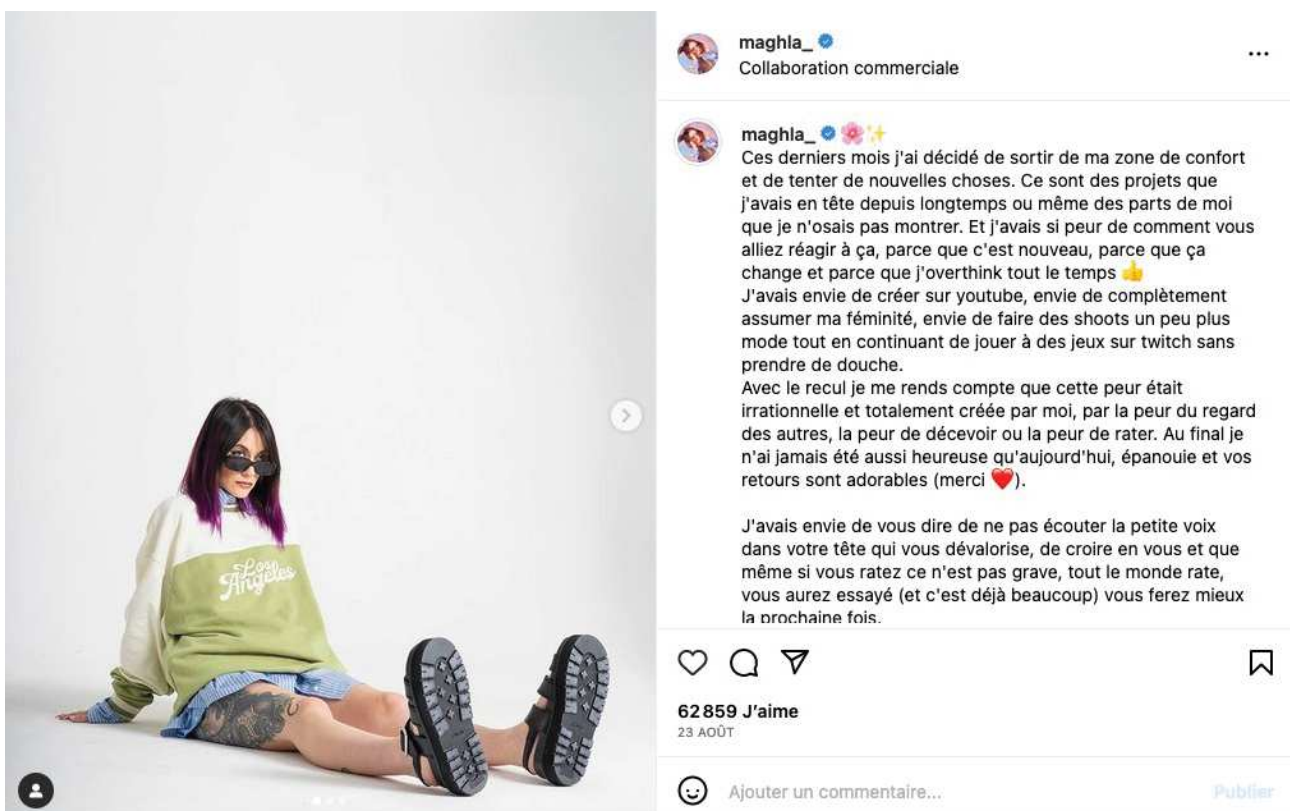 maghla_
Collaboration commerciale
maghla_ 🌸✨
Ces derniers mois j'ai décidé de sortir de ma zone de confort
et de tenter de nouvelles choses. Ce sont des projets que
j'avais en tête depuis longtemps ou même des parts de moi
que je n'osais pas montrer. Et j'avais si peur de comment vous
alliez réagir à ça, parce que c'est nouveau, parce que ça
change et parce que j'overthink tout le temps 👍
J'avais envie de créer sur youtube, envie de complètement
assumer ma féminité, envie de faire des shoots un peu plus
mode tout en continuant de jouer à des jeux sur twitch sans
prendre de douche.
Avec le recul je me rends compte que cette peur était
irrationnelle et totalement créée par moi, par la peur du regard
des autres, la peur de décevoir ou la peur de rater. Au final je
n'ai jamais été aussi heureuse qu'aujourd'hui, épanouie et vos
retours sont adorables (merci ❤️).
J'avais envie de vous dire de ne pas écouter la petite voix
dans votre tête qui vous dévalorise, de croire en vous et que
même si vous ratez ce n'est pas grave, tout le monde rate,
vous aurez essayé (et c'est déjà beaucoup) vous ferez mieux
la prochaine fois.
62 859 J'aime
23 AOÛT
Ajouter un commentaire...
Publier
Los
Angeles